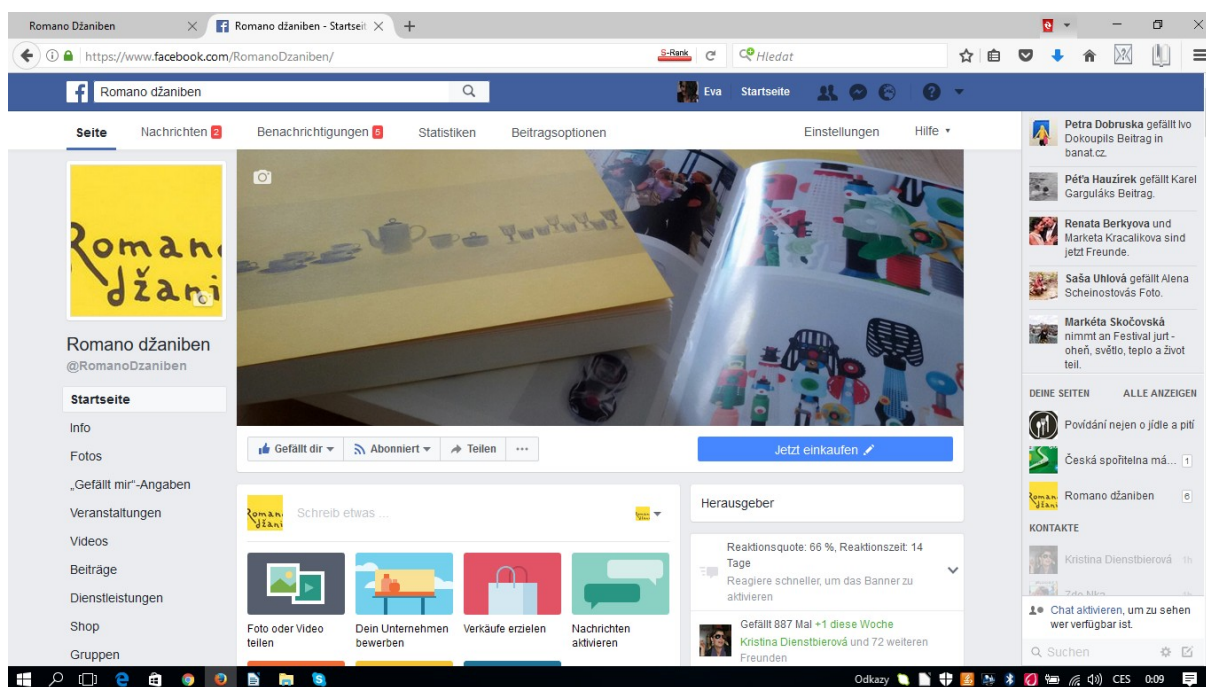 Romano Džaniben
Romano džaniben - Startseit
https://www.facebook.com/RomanoDzaniben/
S-Rank
Hledat
Romano džaniben
Eva
Startseite
Seite
Nachrichten 2
Benachrichtigungen 5
Statistiken
Beitragsoptionen
Einstellungen
Hilfe
Roman
džani
Romano džaniben
@RomanoDzaniben
Startseite
Info
Fotos
„Gefällt mir“-Angaben
Veranstaltungen
Videos
Beiträge
Dienstleistungen
Shop
Gruppen
Gefällt dir
Abonniert
Teilen
Jetzt einkaufen
Roman
džani
Schreib etwas ...
Foto oder Video
teilen
Dein Unternehmen
bewerben
Verkäufe erzielen
Nachrichten
aktivieren
Herausgeber
Reaktionsquote: 66 %, Reaktionszeit: 14
Tage
Reagiere schneller, um das Banner zu
aktivieren
Gefällt 887 Mal +1 diese Woche
Kristina Dienstbierová und 72 weiteren
Freunden
Petra Dobruska gefällt Ivo
Dokoupils Beitrag in
banat.cz.
Péťa Hauzírek gefällt Karel
Garguláks Beitrag.
Renata Berkyova und
Marketa Kracalikova sind
jetzt Freunde.
Saša Uhlová gefällt Alena
Scheinostovás Foto.
Markéta Skočovská
nimmt an Festival jurt -
oheň, světlo, teplo a život
teil.
DEINE SEITEN ALLE ANZEIGEN
Povídání nejen o jídle a pití
Česká spořitelna má... 1
Romano džaniben 6
KONTAKTE
Kristina Dienstbierová 1h
Chat aktivieren, um zu sehen
wer verfügbar ist.
Suchen
Odkazy
CES
0:09